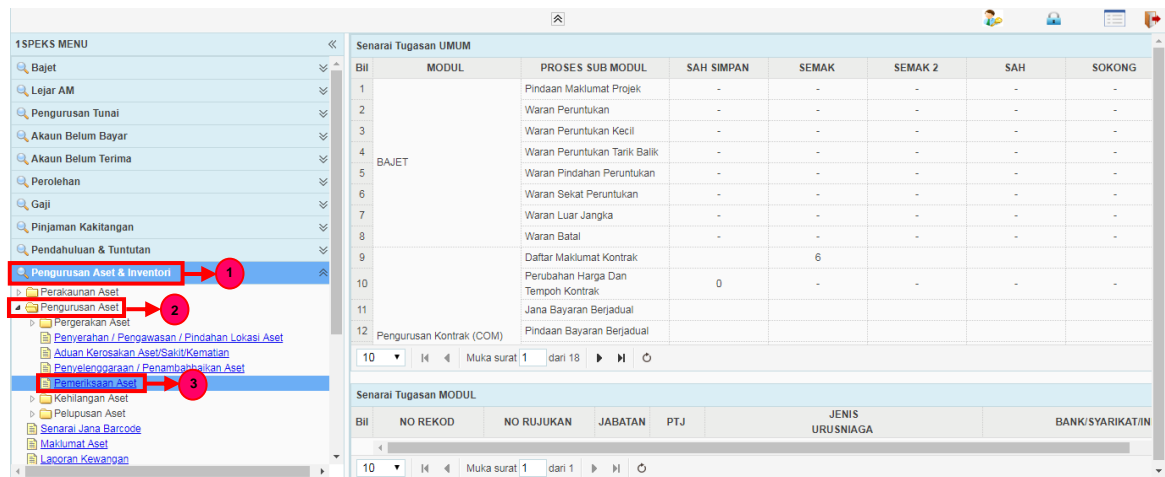 1SPEKS MENU
Bajet
Lejar AM
Pengurusan Tunai
Akaun Belum Bayar
Akaun Belum Terima
Perolehan
Gaji
Pinjaman Kakitangan
Pendahuluan & Tuntutan
Pengurusan Aset & Inventori
1
Perakaunan Aset
Pengurusan Aset
2
Pergerakan Aset
Penyerahan / Pengawasan / Pindahan Lokasi Aset
Aduan Kerosakan Aset/Sakit/Kematian
Penyelenggaraan / Penambahbaikan Aset
Pemeriksaan Aset
3
Kehilangan Aset
Pelupusan Aset
Senarai Jana Barcode
Maklumat Aset
Laporan Kewangan
Senarai Tugasan UMUM
Bil MODUL PROSES SUB MODUL SAH SIMPAN SEMAK SEMAK 2 SAH SOKONG
1 Pindaan Maklumat Projek - - - - -
2 Waran Peruntukan - - - - -
3 Waran Peruntukan Kecil - - - - -
4 Waran Peruntukan Tarik Balik - - - - -
BAJET
5 Waran Pindahan Peruntukan - - - - -
6 Waran Sekat Peruntukan - - - - -
7 Waran Luar Jangka - - - - -
8 Waran Batal - - - - -
9 Daftar Maklumat Kontrak 6
10 Perubahan Harga Dan Tempoh Kontrak 0 - - - -
11 Jana Bayaran Berjadual
12 Pindaan Bayaran Berjadual
Pengurusan Kontrak (COM)
10 Muka surat 1 dari 18
Senarai Tugasan MODUL
Bil NO REKOD NO RUJUKAN JABATAN PTJ JENIS URUSNIAGA BANK/SYARIKAT/IN
10 Muka surat 1 dari 1